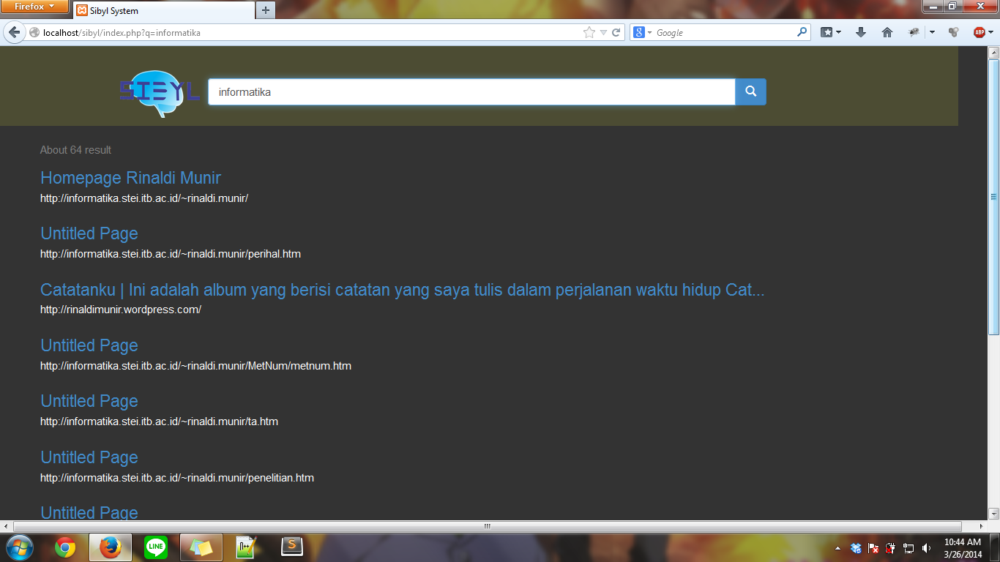 Firefox
Sibyl System
localhost/sibyl/index.php?q=informatika
Google
ABP
SIBYL
informatika
About 64 result
Homepage Rinaldi Munir
http://informatika.stei.itb.ac.id/~rinaldi.munir/
Untitled Page
http://informatika.stei.itb.ac.id/~rinaldi.munir/perihal.htm
Catatanku | Ini adalah album yang berisi catatan yang saya tulis dalam perjalanan waktu hidup Cat...
http://rinaldimunir.wordpress.com/
Untitled Page
http://informatika.stei.itb.ac.id/~rinaldi.munir/MetNum/metnum.htm
Untitled Page
http://informatika.stei.itb.ac.id/~rinaldi.munir/ta.htm
Untitled Page
http://informatika.stei.itb.ac.id/~rinaldi.munir/penelitian.htm
Untitled Page
LINE
10:44 AM
3/26/2014